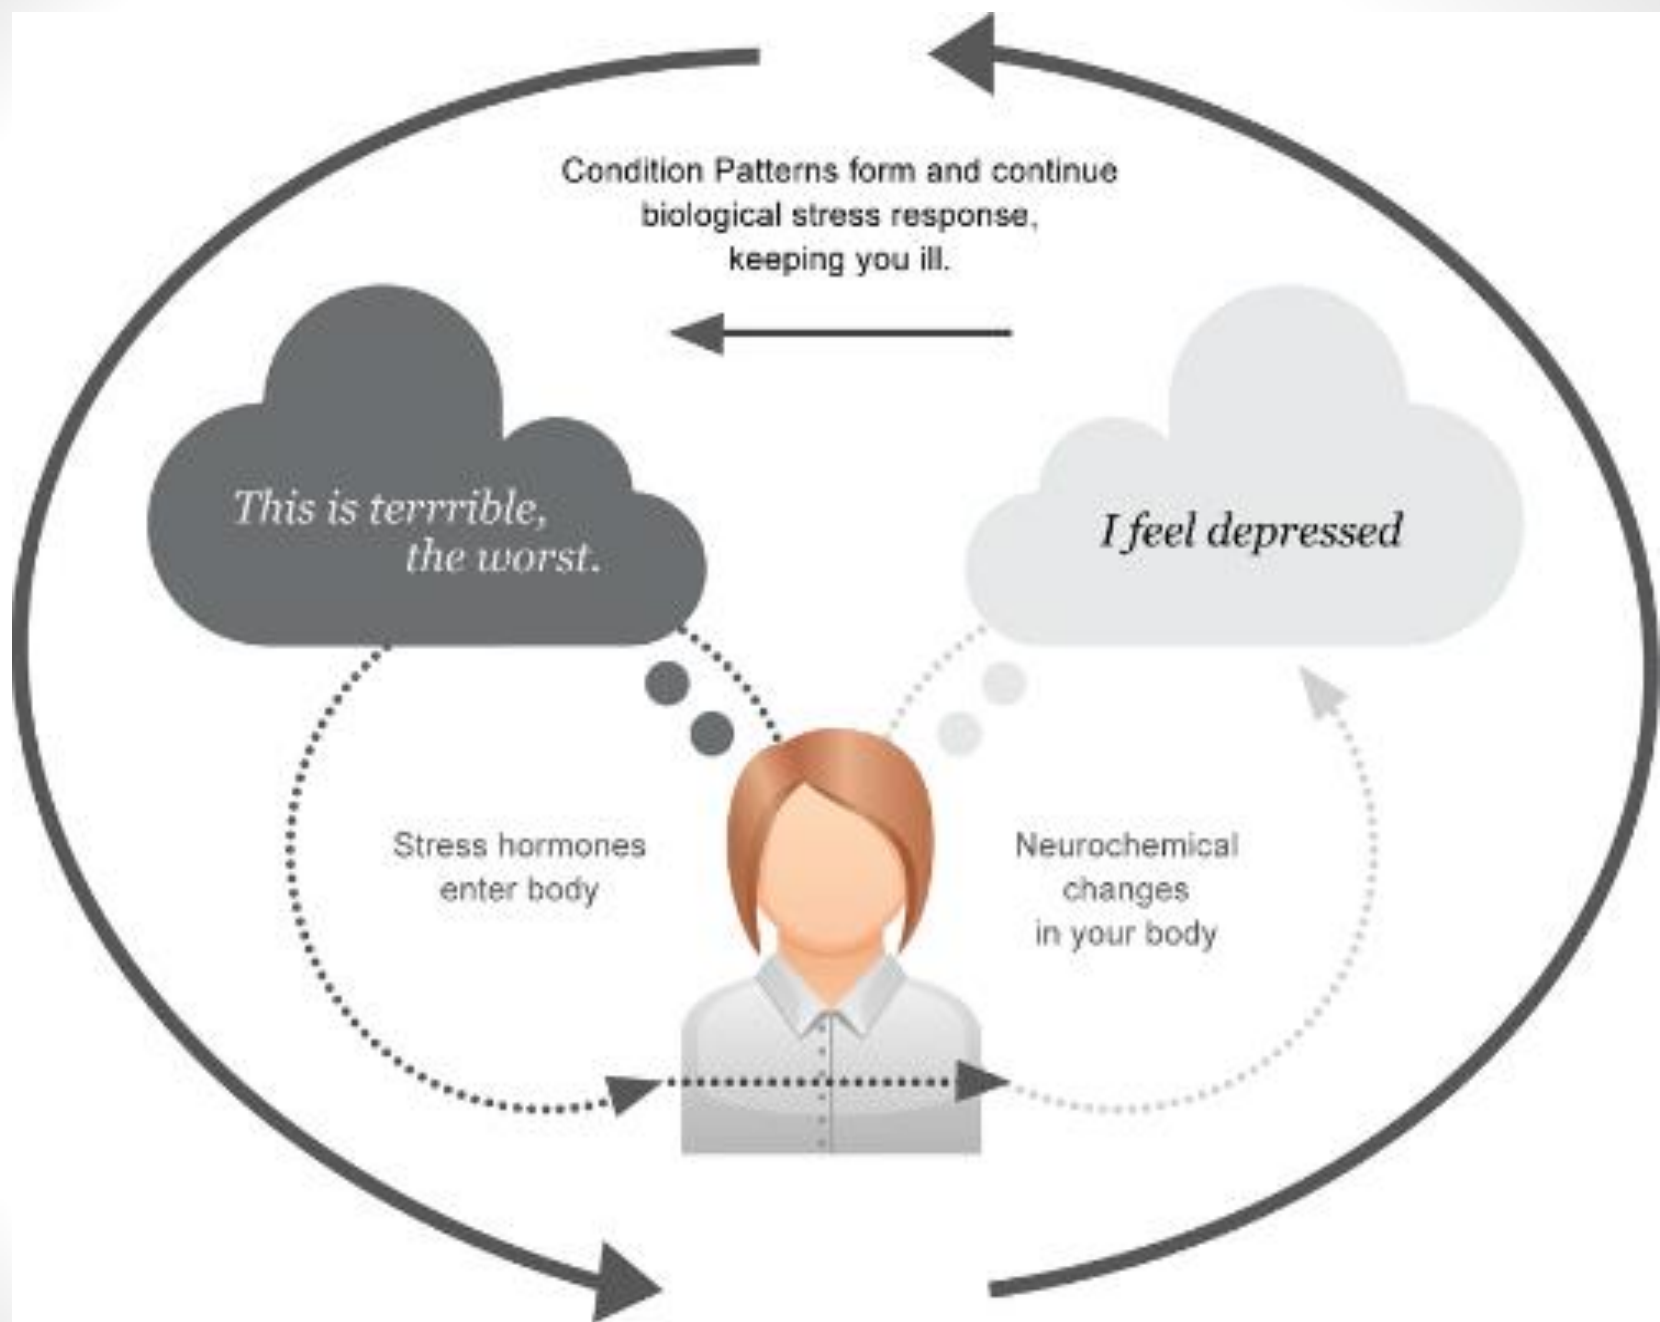 Condition Patterns form and continue
biological stress response,
keeping you ill.
This is terrrible,
the worst.
I feel depressed
Stress hormones
enter body
Neurochemical
changes
in your body